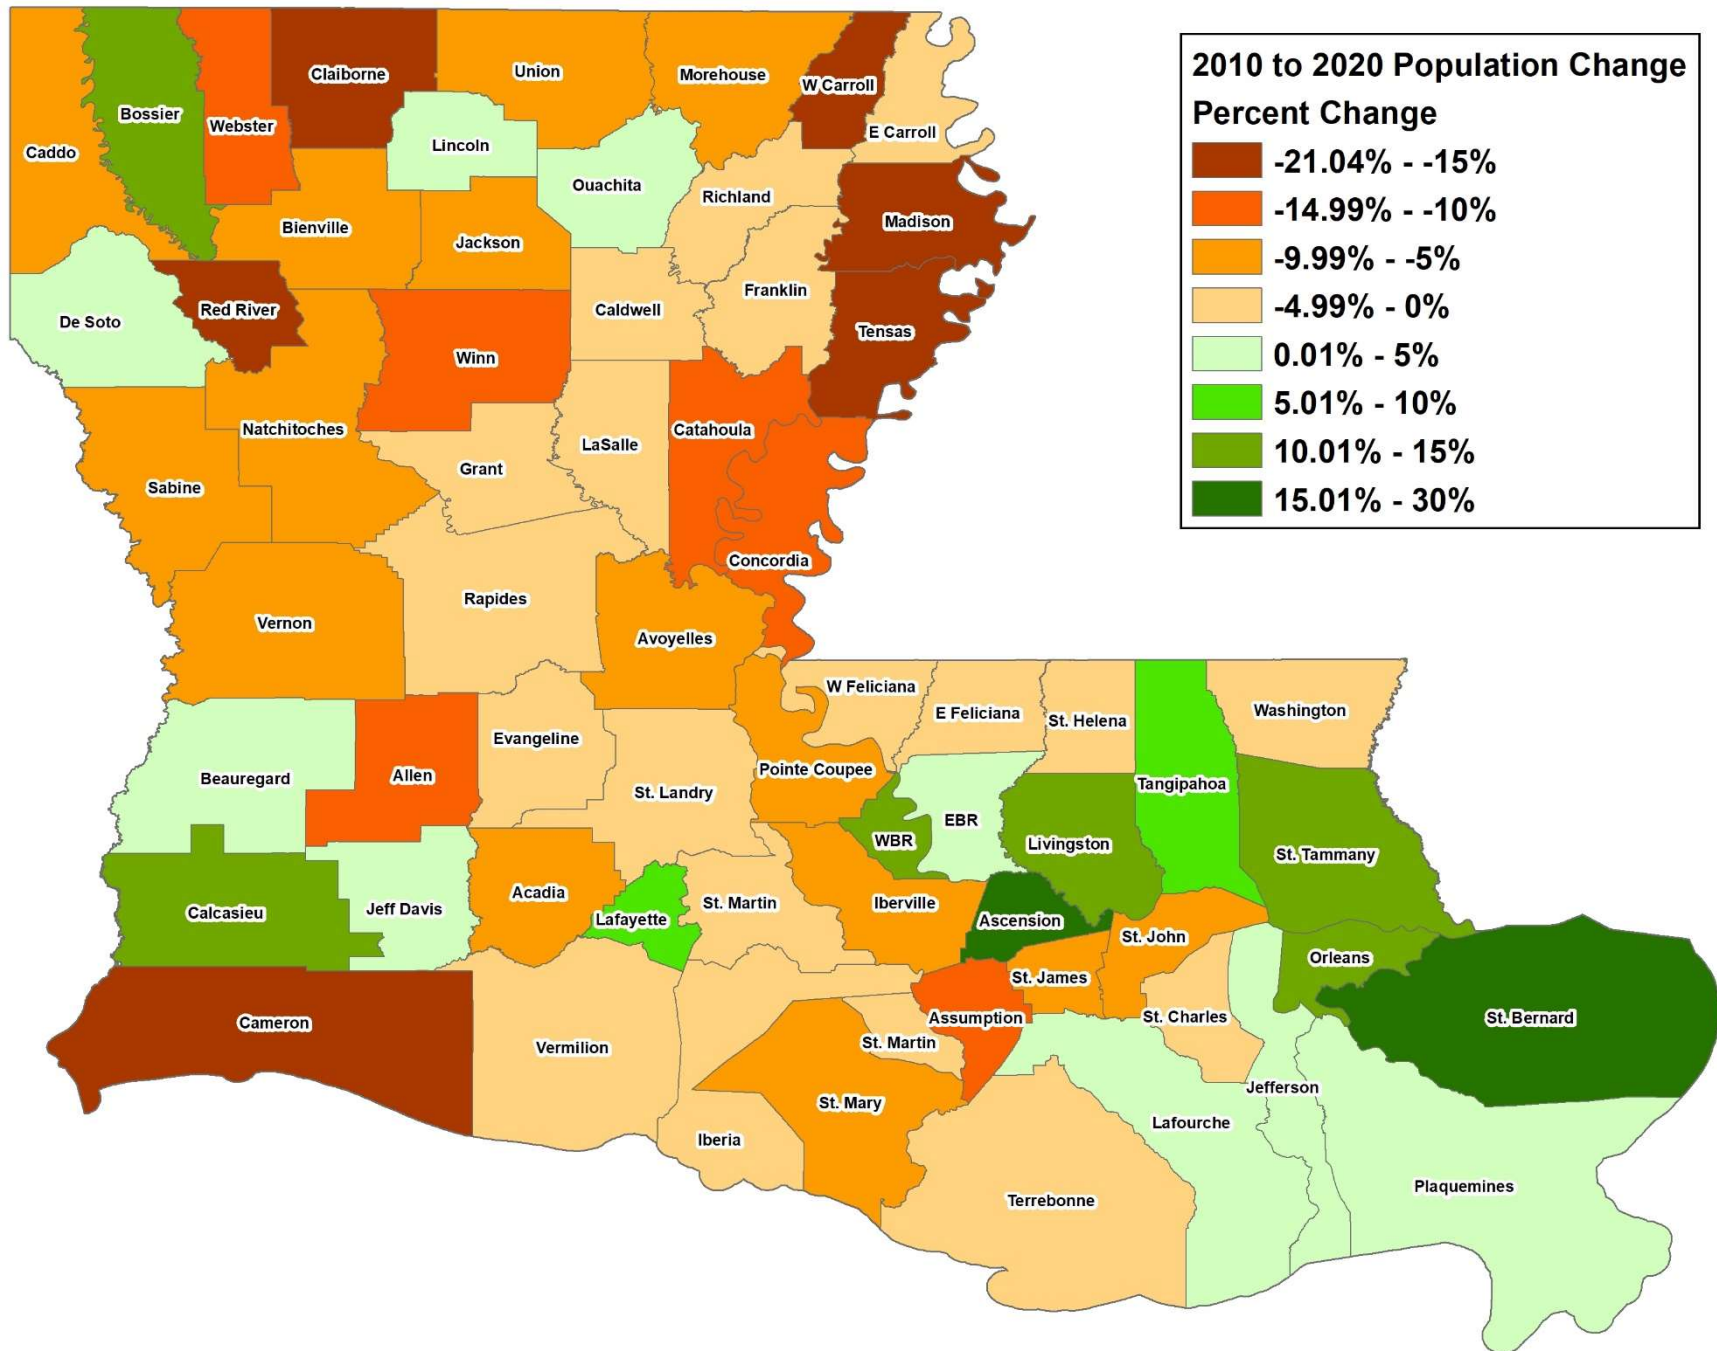 2010 to 2020 Population Change
Percent Change
-21.04% - -15%
-14.99% - -10%
-9.99% - -5%
-4.99% - 0%
0.01% - 5%
5.01% - 10%
10.01% - 15%
15.01% - 30%
Caddo
Bossier
Webster
Claiborne
Union
Morehouse
W Carroll
E Carroll
Lincoln
Ouachita
Richland
Madison
Bienville
Jackson
Franklin
Caldwell
Tensas
De Soto
Red River
Winn
Natchitoches
Catahoula
LaSalle
Grant
Sabine
Concordia
Rapides
Vernon
Avoyelles
W Feliciana
E Feliciana
St. Helena
Washington
Evangeline
Beauregard
Allen
Pointe Coupee
Tangipahoa
St. Landry
EBR
WBR
Livingston
St. Tammany
Calcasieu
Jeff Davis
Acadia
Lafayette
St. Martin
Iberville
Ascension
St. John
Orleans
St. James
Cameron
Vermilion
St. Martin
Assumption
St. Charles
St. Bernard
St. Mary
Jefferson
Lafourche
Iberia
Terrebonne
Plaquemines